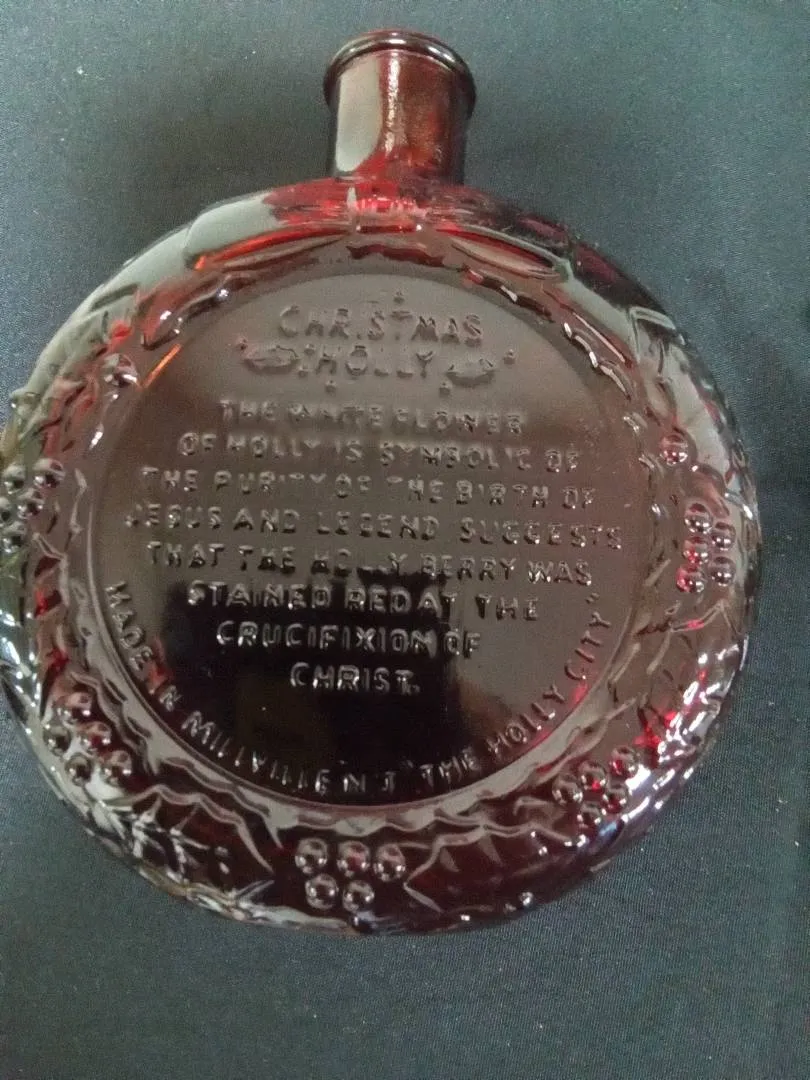 CHRISTMAS
HOLLY
THE WHITE FLOWER
OF HOLLY IS SYMBOLIC OF
THE PURITY OF THE BIRTH OF
JESUS AND LEGEND SUGGESTS
THAT THE HOLLY BERRY WAS
STAINED RED AT THE
CRUCIFIXION OF
CHRIST.
MADE IN MILLVILLE N J "THE HOLLY CITY"